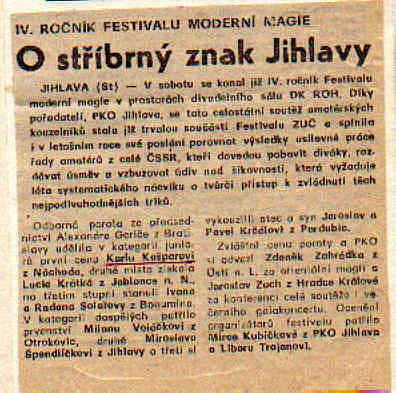 IV. ROČNÍK FESTIVALU MODERNÍ MAGIE
O stříbrný znak Jihlavy
JIHLAVA (St) — V sobotu se konal již IV. ročník Festivalu
moderní magie v prostorách divadelního sálu DK ROH. Díky
pořadateli, PKO Jihlava, se tato celostátní soutěž amatérských
kouzelníků stala již trvalou součástí Festivalu ZUČ a splnila
i v letošním roce své poslání porovnat výsledky usilovné práce
řady amatérů z celé ČSSR, kteří dovedou pobavit diváky, roz-
dávat úsměv a vzbuzovat údiv nad šikovností, která vyžaduje
léta systematického nácviku a tvůrčí přístup k zvládnutí těch
nejpodivuhodnějších triků.
Odborná porota za předsed-
nictví Alexandra Geriče z Bra-
tislavy udělila v kategorii junio-
rů první cenu Karlu Kašparovi
z Náchoda, druhé místo získala
Lucie Krátká z Jablonce n. N.,
na třetím stupni stanuli Ivana
a Radana z Bohumína.
V kategorii dospělých patřilo
prvenství Milanu Vojáčkovi z
Otrokovic, druhé Miroslavu
Špendlíčkovi z Jihlavy a třetí si
vykouzlili otec a syn Jaroslav a
Pavel Krčálovi z Pardubic.
Zvláštní cenu poroty a PKO
si odvezl Zdeněk Zahrádka z
Ústí n. L. za orientální magii a
Jaroslav Zach z Hradce Králové
za konferenci celé soutěže i ve-
černího galakoncertu. Ocenění
organizátorů festivalu patřilo
Mirce Kubíčkové z PKO Jihlava
a Liboru Trojanovi.